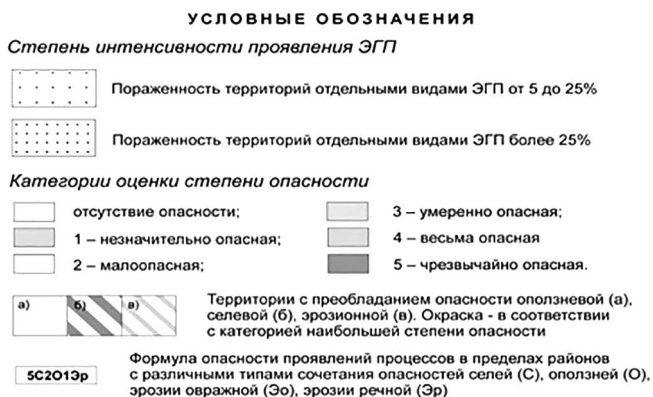 УСЛОВНЫЕ ОБОЗНАЧЕНИЯ
Степень интенсивности проявления ЭГП
Пораженность территорий отдельными видами ЭГП от 5 до 25%
Пораженность территорий отдельными видами ЭГП более 25%
Категории оценки степени опасности
отсутствие опасности;
3 – умеренно опасная;
1 – незначительно опасная;
4 – весьма опасная
2 – малоопасная;
5 – чрезвычайно опасная.
а) б) в)
Территории с преобладанием опасности оползневой (а),
селевой (б), эрозионной (в). Окраска - в соответствии
с категорией наибольшей степени опасности
5С2О1Эр
Формула опасности проявлений процессов в пределах районов
с различными типами сочетания опасностей селей (С), оползней (О),
эрозии овражной (Эо), эрозии речной (Эр)